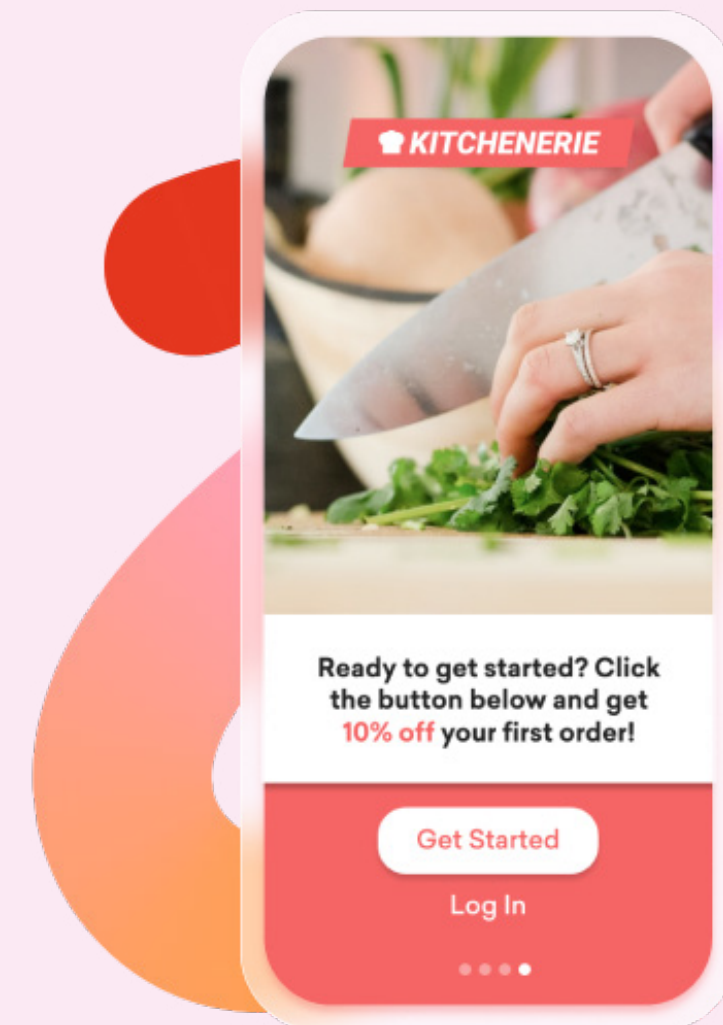 KITCHENERIE
Ready to get started? Click
the button below and get
10% off your first order!
Get Started
Log In